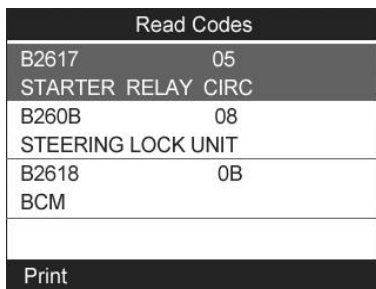 Read Codes
B2617 05
STARTER RELAY CIRC
B260B 08
STEERING LOCK UNIT
B2618 0B
BCM
Print